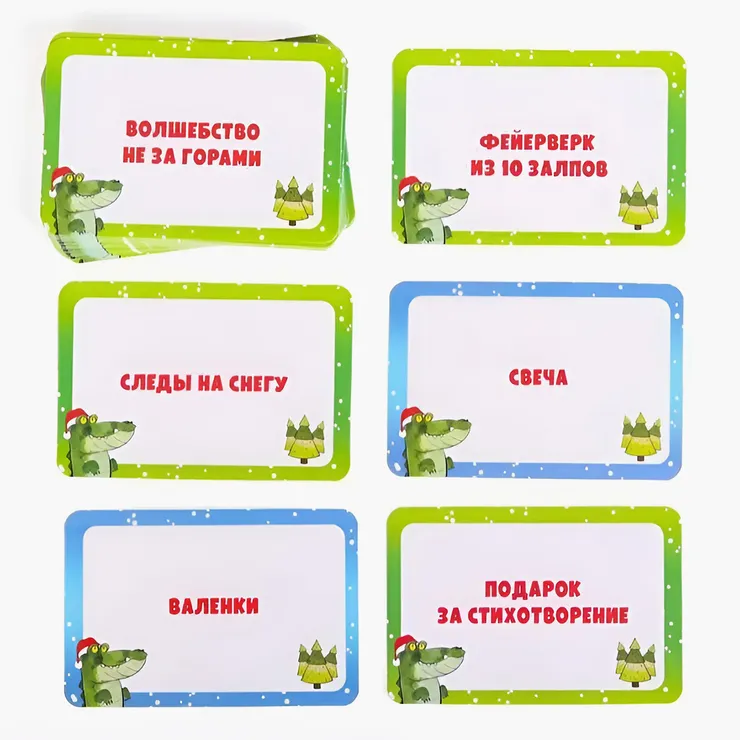 ВОЛШЕБСТВО
НЕ ЗА ГОРАМИ
ФЕЙЕРВЕРК
ИЗ 10 ЗАЛПОВ
СЛЕДЫ НА СНЕГУ
СВЕЧА
ВАЛЕНКИ
ПОДАРОК
ЗА СТИХОТВОРЕНИЕ